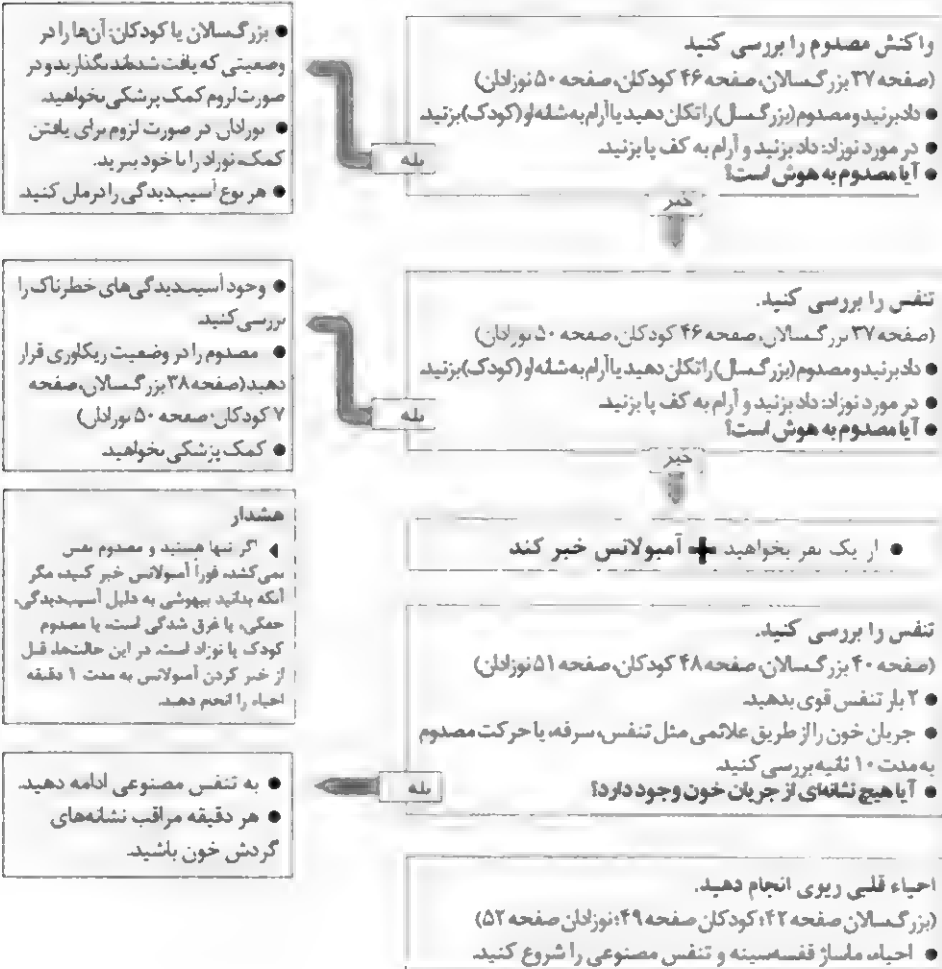 واکنش مصدوم را بررسی کنید
(صفحه ۳۷ بزرگسالان، صفحه ۴۶ کودکان، صفحه ۵۰ نوزادان)
● داد بزنید و مصدوم (بزرگسال) را تکان دهید یا آرام به شانه او (کودک) بزنید.
● در مورد نوزاد: داد بزنید و آرام به کف پا بزنید.
● آیا مصدوم به هوش است؟
بله
● بزرگسالان یا کودکان: آن‌ها را در
وضعیتی که یافت شده‌اند بگذارید و در
صورت لزوم کمک پزشکی بخواهید.
● نوزادان: در صورت لزوم برای یافتن
کمک، نوزاد را با خود ببرید.
● هر نوع آسیب‌دیدگی را درمان کنید.
خیر
تنفس را بررسی کنید.
(صفحه ۳۷ بزرگسالان، صفحه ۴۶ کودکان، صفحه ۵۰ نوزادان)
● داد بزنید و مصدوم (بزرگسال) را تکان دهید یا آرام به شانه او (کودک) بزنید.
● در مورد نوزاد: داد بزنید و آرام به کف پا بزنید.
● آیا مصدوم به هوش است؟
بله
● وجود آسیب‌دیدگی‌های خطرناک را
بررسی کنید.
● مصدوم را در وضعیت ریکاوری قرار
دهید (صفحه ۳۸ بزرگسالان، صفحه
۷ کودکان؛ صفحه ۵۰ نوزادان)
● کمک پزشکی بخواهید.
خیر
● از یک نفر بخواهید آمبولانس خبر کند
هشدار
اگر تنها هستید و مصدوم نفس
نمی‌کشد، فوراً آمبولانس خبر کنید، مگر
آنکه بدانید بیهوشی به دلیل آسیب‌دیدگی،
خفگی، یا غرق شدگی است، یا مصدوم
کودک یا نوزاد است. در این حالت‌ها، قبل
از خبر کردن آمبولانس به مدت ۱ دقیقه
احیاء را انجام دهید.
تنفس را بررسی کنید.
(صفحه ۴۰ بزرگسالان، صفحه ۴۸ کودکان، صفحه ۵۱ نوزادان)
● ۲ بار تنفس قوی بدهید.
● جریان خون را از طریق علائمی مثل تنفس، سرفه، یا حرکت مصدوم
به مدت ۱۰ ثانیه بررسی کنید.
● آیا هیچ نشانه‌ای از جریان خون وجود دارد؟
بله
● به تنفس مصنوعی ادامه دهید.
● هر دقیقه مراقب نشانه‌های
گردش خون باشید.
احیاء قلبی ریوی انجام دهید.
(بزرگسالان صفحه ۴۲؛ کودکان صفحه ۴۹؛ نوزادان صفحه ۵۲)
● احیاء، ماساژ قفسه‌سینه و تنفس مصنوعی را شروع کنید.